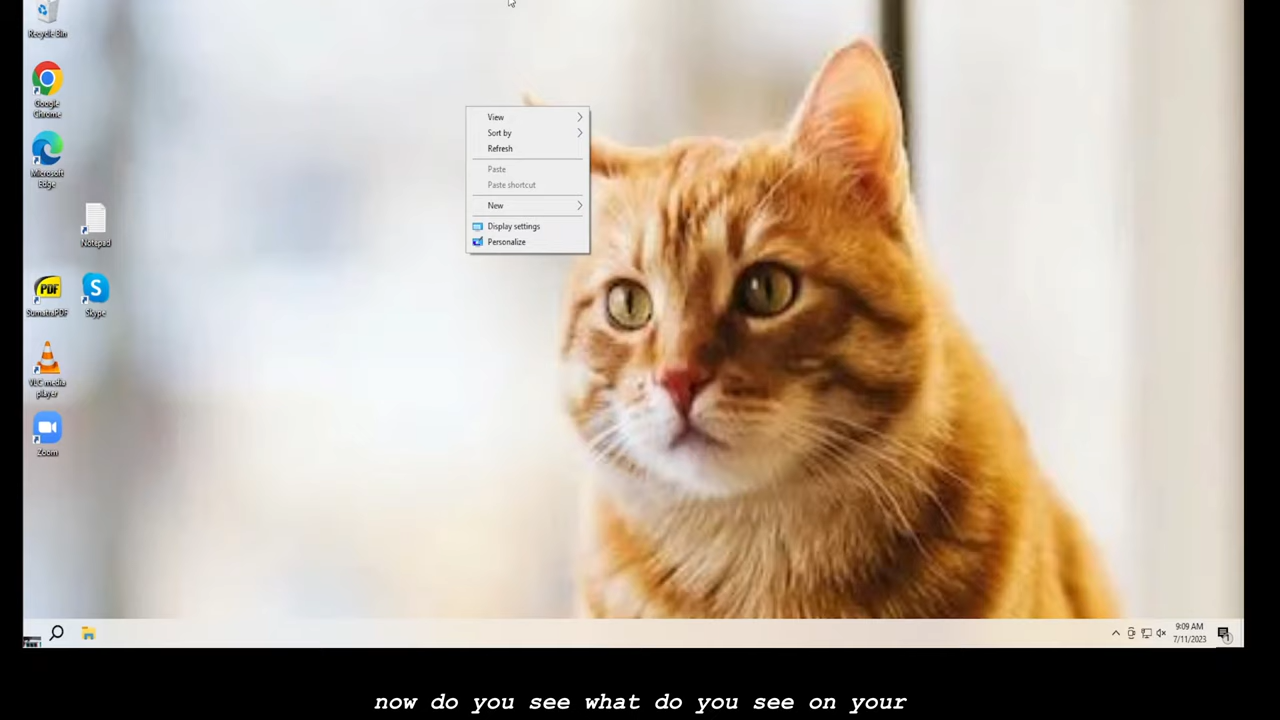 Recycle Bin
Google
Chrome
Microsoft
Edge
Notepad
PDF
SumatraPDF
S
Skype
VLC media
player
Zoom
View
Sort by
Refresh
Paste
Paste shortcut
New
Display settings
Personalize
9:09 AM
7/11/2023
1
now do you see what do you see on your